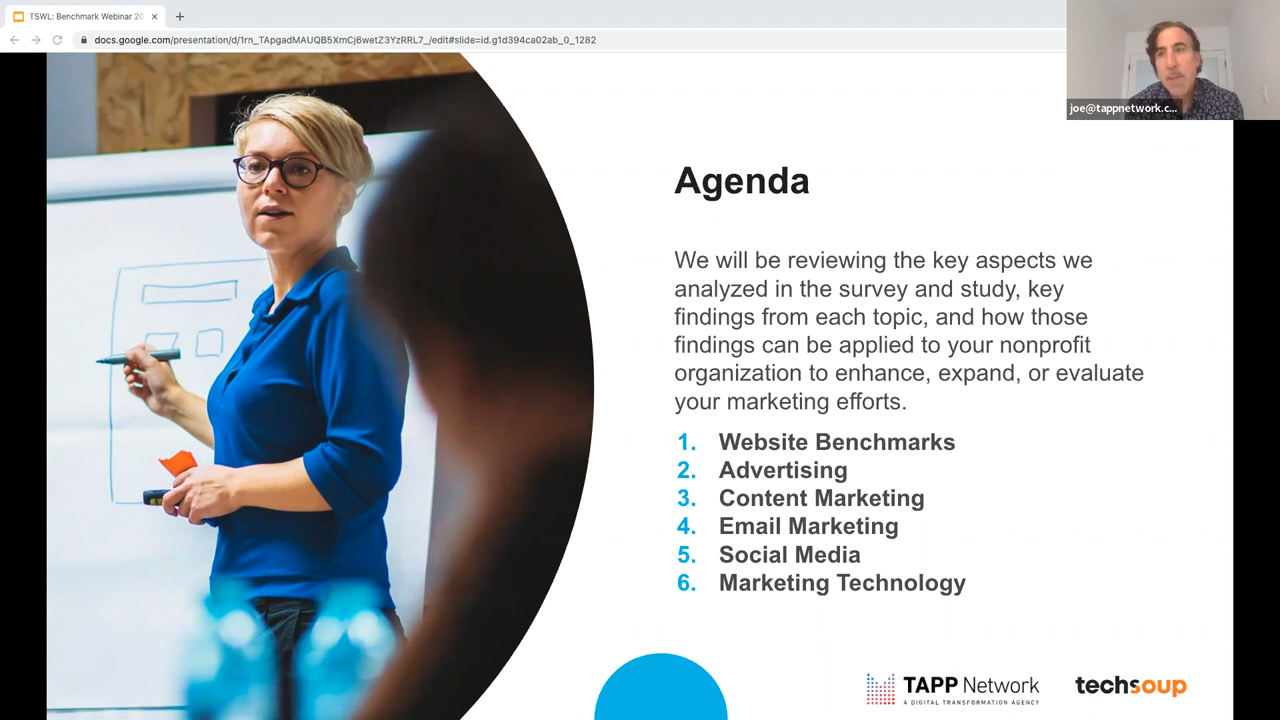 TSWL: Benchmark Webinar 20
docs.google.com/presentation/d/1rn_TApgadMAUQB5XmCj6wetZ3YzRRL7_/edit#slide=id.g1d394ca02ab_0_1282
joe@tappnetwork.c...
Agenda
We will be reviewing the key aspects we
analyzed in the survey and study, key
findings from each topic, and how those
findings can be applied to your nonprofit
organization to enhance, expand, or evaluate
your marketing efforts.
1. Website Benchmarks
2. Advertising
3. Content Marketing
4. Email Marketing
5. Social Media
6. Marketing Technology
TAPP Network
A DIGITAL TRANSFORMATION AGENCY
techsoup